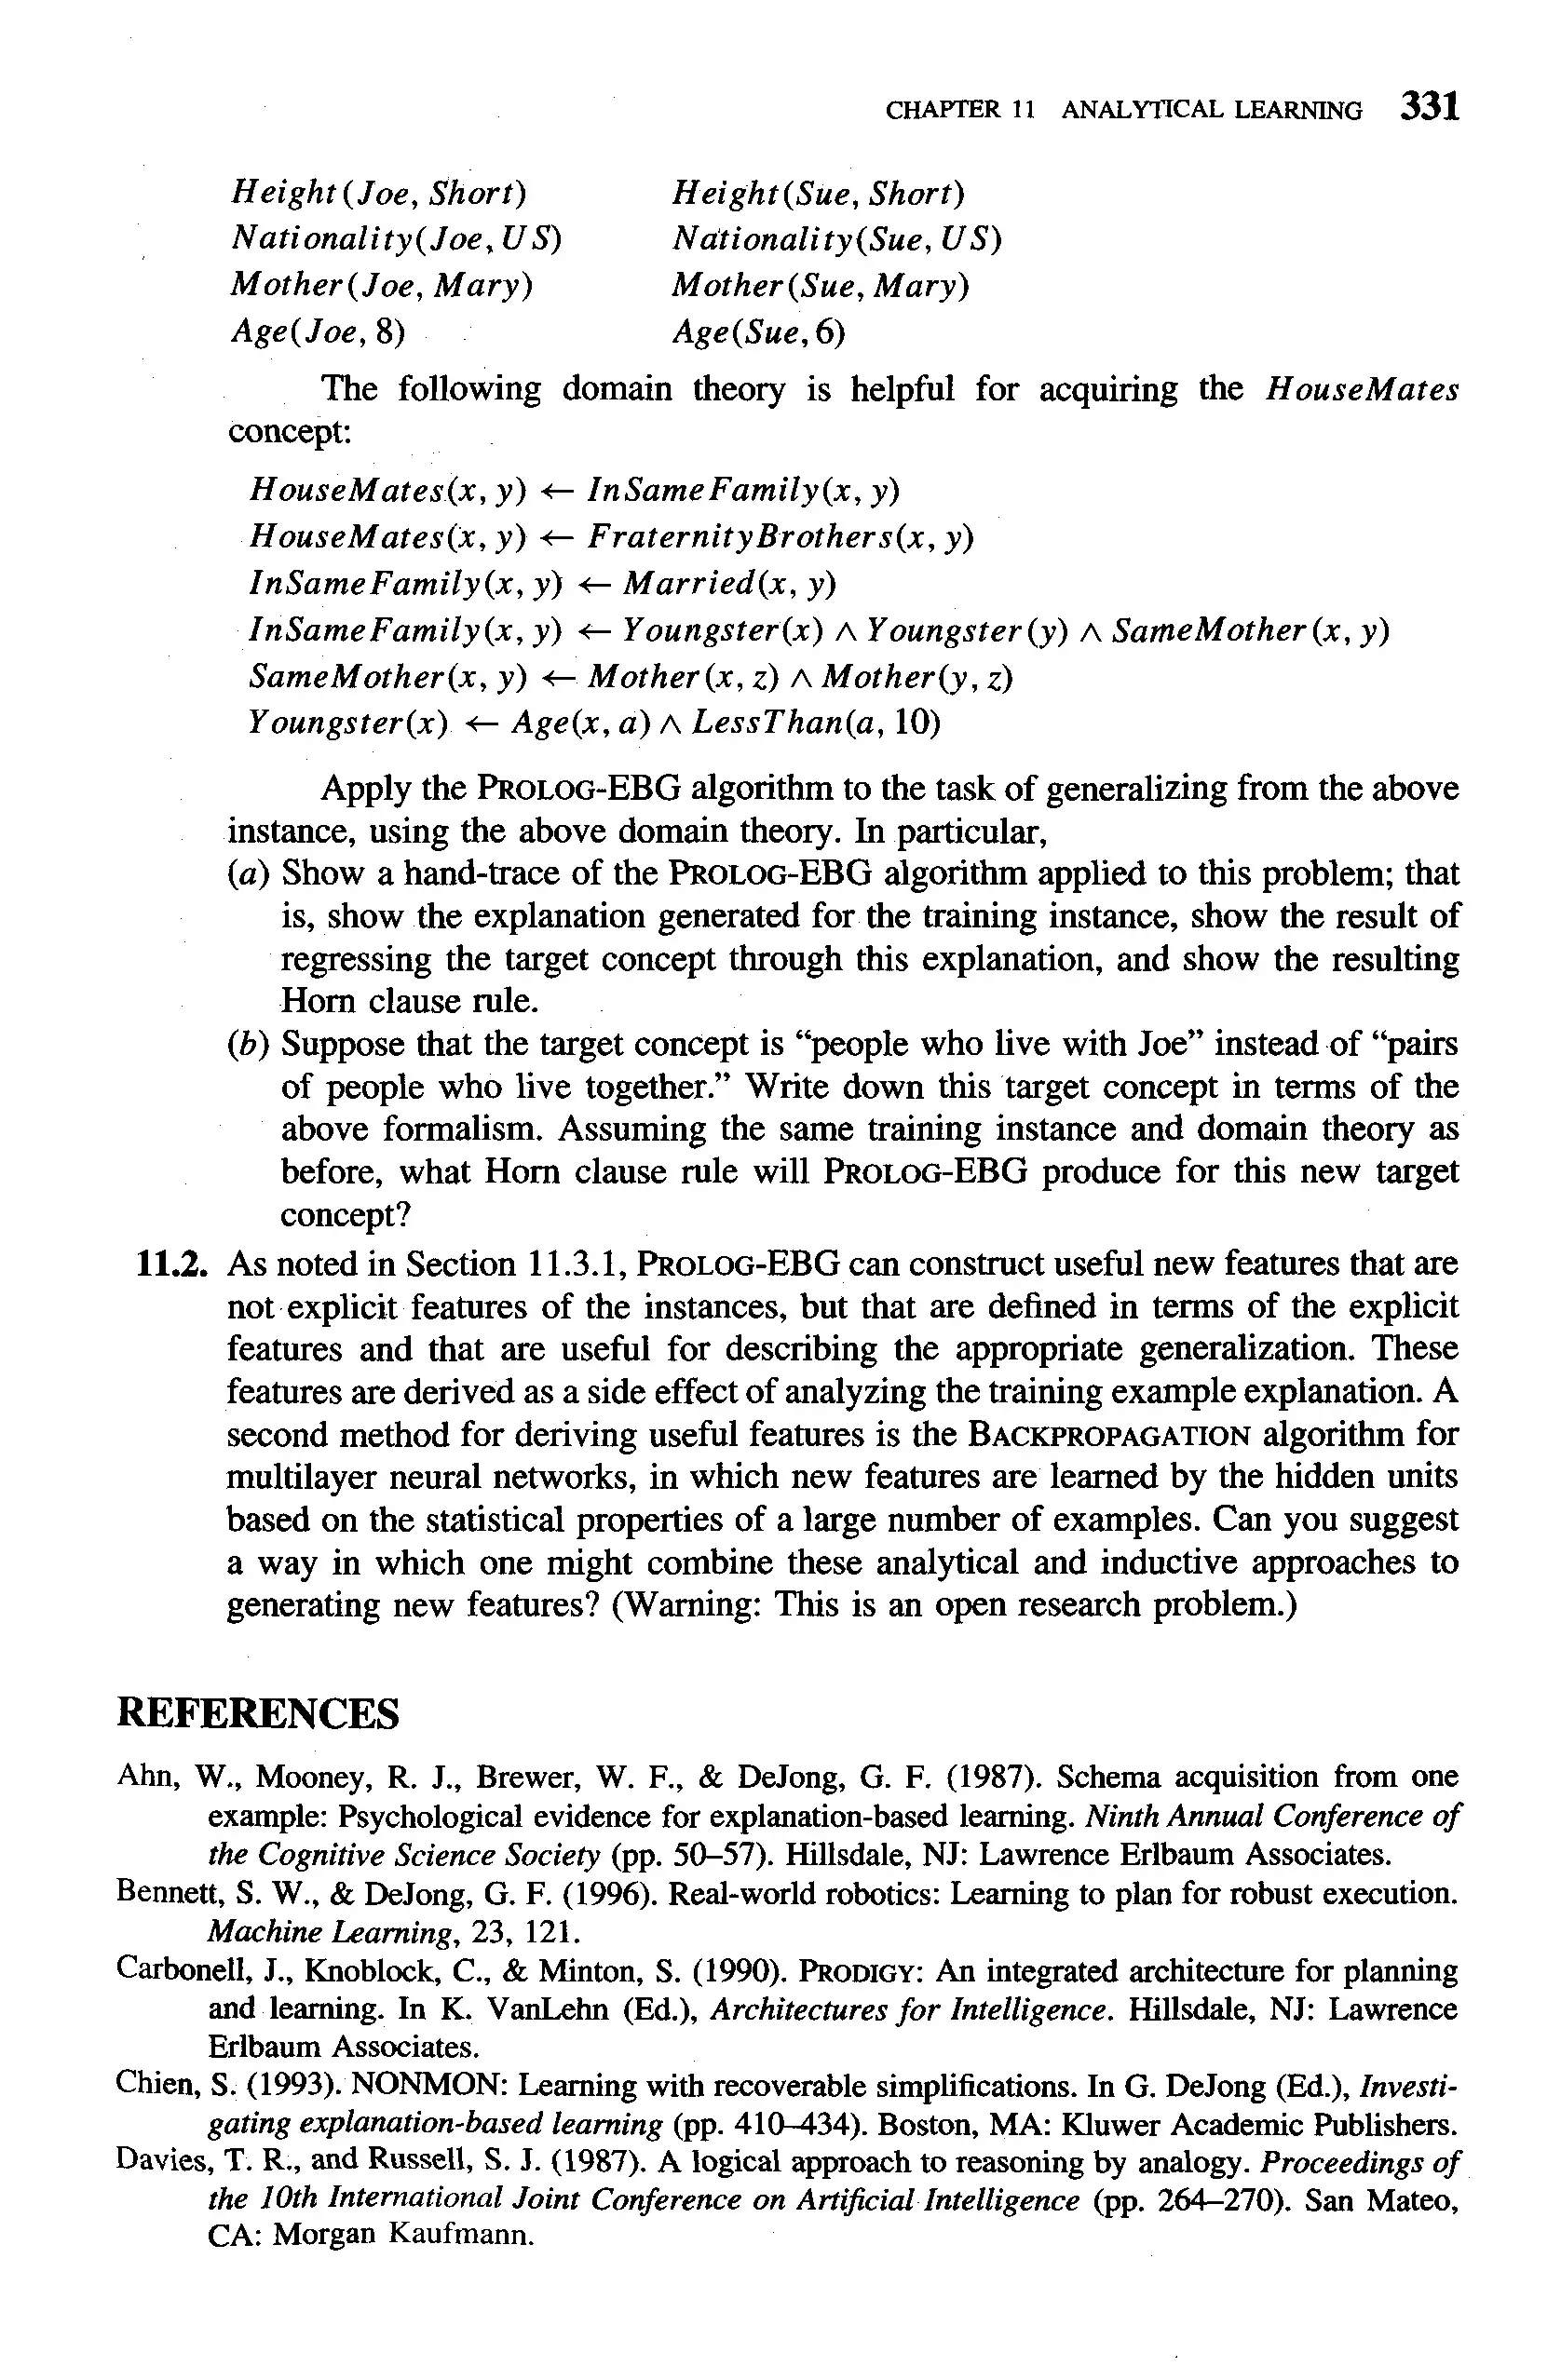 CHAPTER 11 ANALYTICAL LEARNING 331
Height(Joe, Short) Height(Sue, Short)
Nationality(Joe, US) Nationality(Sue, US)
Mother(Joe, Mary) Mother(Sue, Mary)
Age(Joe, 8) Age(Sue, 6)
The following domain theory is helpful for acquiring the HouseMates
concept:
HouseMates(x, y) ← InSameFamily(x, y)
HouseMates(x, y) ← FraternityBrothers(x, y)
InSameFamily(x, y) ← Married(x, y)
InSameFamily(x, y) ← Youngster(x) ∧ Youngster(y) ∧ SameMother(x, y)
SameMother(x, y) ← Mother(x, z) ∧ Mother(y, z)
Youngster(x) ← Age(x, a) ∧ LessThan(a, 10)
Apply the PROLOG-EBG algorithm to the task of generalizing from the above
instance, using the above domain theory. In particular,
(a) Show a hand-trace of the PROLOG-EBG algorithm applied to this problem; that
is, show the explanation generated for the training instance, show the result of
regressing the target concept through this explanation, and show the resulting
Horn clause rule.
(b) Suppose that the target concept is “people who live with Joe” instead of “pairs
of people who live together.” Write down this target concept in terms of the
above formalism. Assuming the same training instance and domain theory as
before, what Horn clause rule will PROLOG-EBG produce for this new target
concept?
11.2. As noted in Section 11.3.1, PROLOG-EBG can construct useful new features that are
not explicit features of the instances, but that are defined in terms of the explicit
features and that are useful for describing the appropriate generalization. These
features are derived as a side effect of analyzing the training example explanation. A
second method for deriving useful features is the BACKPROPAGATION algorithm for
multilayer neural networks, in which new features are learned by the hidden units
based on the statistical properties of a large number of examples. Can you suggest
a way in which one might combine these analytical and inductive approaches to
generating new features? (Warning: This is an open research problem.)
REFERENCES
Ahn, W., Mooney, R. J., Brewer, W. F., & DeJong, G. F. (1987). Schema acquisition from one
example: Psychological evidence for explanation-based learning. Ninth Annual Conference of
the Cognitive Science Society (pp. 50–57). Hillsdale, NJ: Lawrence Erlbaum Associates.
Bennett, S. W., & DeJong, G. F. (1996). Real-world robotics: Learning to plan for robust execution.
Machine Learning, 23, 121.
Carbonell, J., Knoblock, C., & Minton, S. (1990). PRODIGY: An integrated architecture for planning
and learning. In K. VanLehn (Ed.), Architectures for Intelligence. Hillsdale, NJ: Lawrence
Erlbaum Associates.
Chien, S. (1993). NONMON: Learning with recoverable simplifications. In G. DeJong (Ed.), Investi-
gating explanation-based learning (pp. 410–434). Boston, MA: Kluwer Academic Publishers.
Davies, T. R., and Russell, S. J. (1987). A logical approach to reasoning by analogy. Proceedings of
the 10th International Joint Conference on Artificial Intelligence (pp. 264–270). San Mateo,
CA: Morgan Kaufmann.